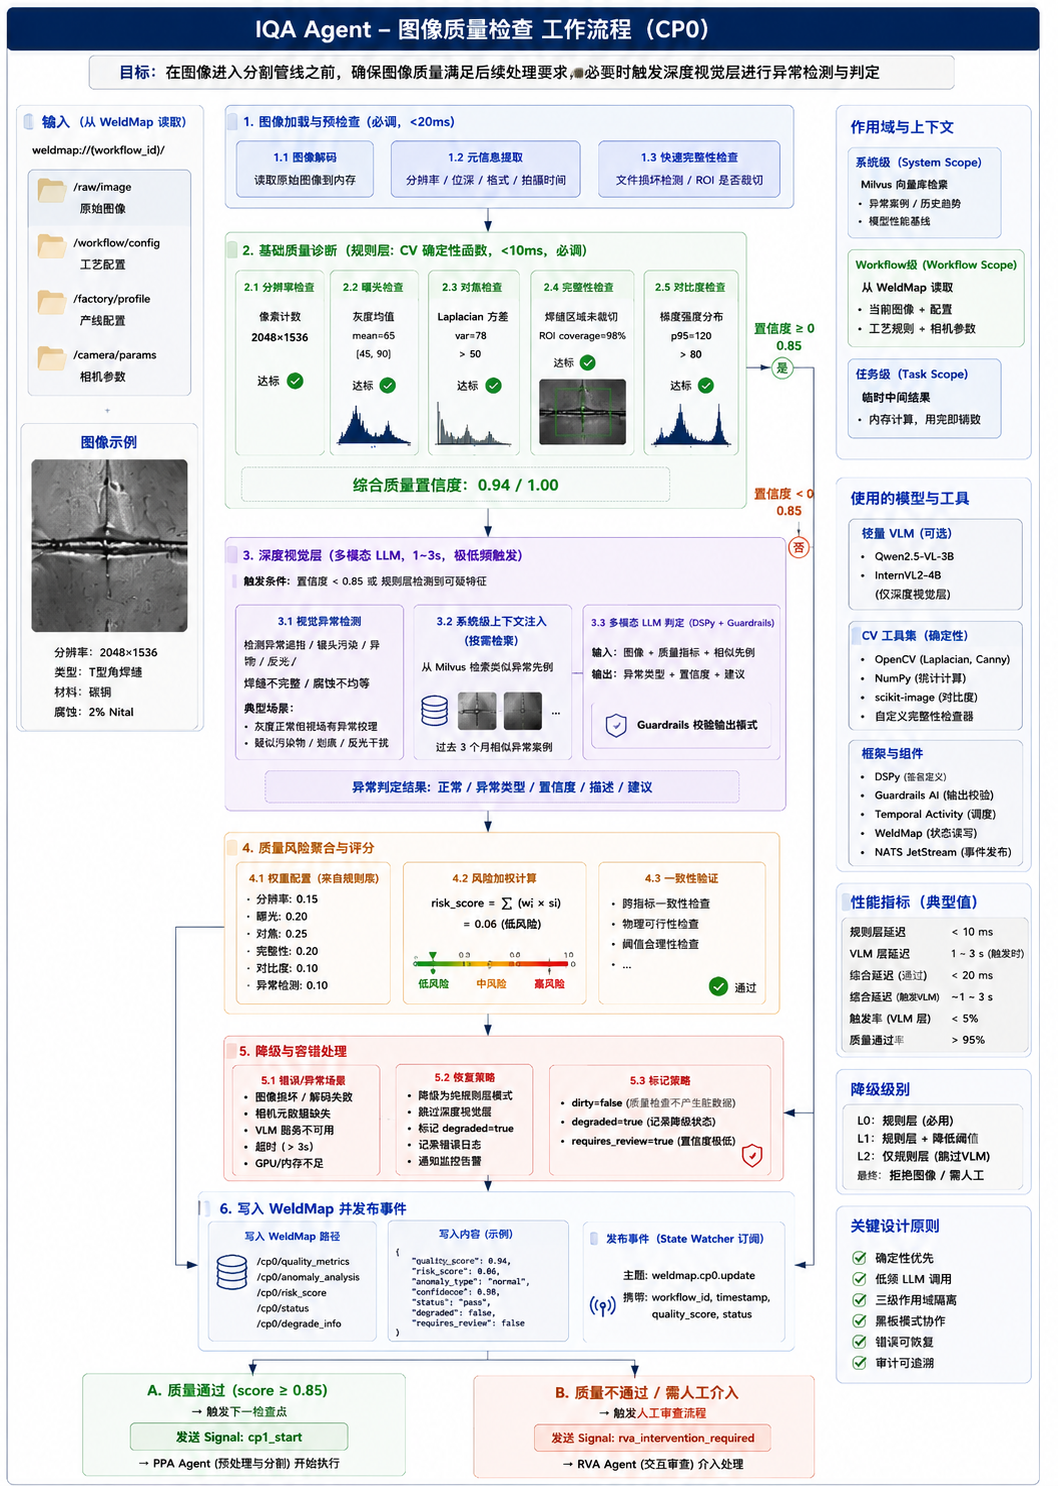 IQA Agent – 图像质量检查 工作流程（CP0）
目标：在图像进入分割管线之前，确保图像质量满足后续处理要求，必要时触发深度视觉层进行异常检测与判定
输入（从 WeldMap 读取）
weldmap://{workflow_id}/
/raw/image
原始图像
/workflow/config
工艺配置
/factory/profile
产线配置
/camera/params
相机参数
+
图像示例
分辨率：2048×1536
类型：T型角焊缝
材料：碳钢
腐蚀：2% Nital
1. 图像加载与预检查（必调，<20ms）
1.1 图像解码
读取原始图像到内存
1.2 元信息提取
分辨率 / 位深 / 格式 / 拍摄时间
1.3 快速完整性检查
文件损坏检测 / ROI 是否裁切
2. 基础质量诊断（规则层：CV 确定性函数，<10ms，必调）
2.1 分辨率检查
像素计数
2048×1536
达标
2.2 曝光检查
灰度均值
mean=65
[45, 90]
达标
2.3 对焦检查
Laplacian 方差
var=78
> 50
达标
2.4 完整性检查
焊缝区域未裁切
ROI coverage=98%
达标
2.5 对比度检查
梯度强度分布
p95=120
> 80
达标
综合质量置信度：0.94 / 1.00
置信度 ≥ 0
0.85
是
置信度 < 0
0.85
否
3. 深度视觉层（多模态 LLM，1~3s，极低频触发）
触发条件：置信度 < 0.85 或 规则层检测到可疑特征
3.1 视觉异常检测
检测异常 / 镜头污染 / 异
物 / 反光 /
焊缝不完整 / 腐蚀不均等
典型场景：
灰度正常但视场有异常纹理
疑似污染物 / 划痕 / 反光干扰
3.2 系统级上下文注入
（按需检索）
从 Milvus 检索类似异常先例
...
过去 3 个月相似异常案例
3.3 多模态 LLM 判定（DSPy + Guardrails）
输入：图像 + 质量指标 + 相似先例
输出：异常类型 + 置信度 + 建议
Guardrails 校验输出模式
异常判定结果：正常 / 异常类型 / 置信度 / 描述 / 建议
4. 质量风险聚合与评分
4.1 权重配置（来自规则库）
分辨率: 0.15
曝光: 0.20
对焦: 0.25
完整性: 0.20
对比度: 0.10
异常检测: 0.10
4.2 风险加权计算
risk_score = ∑ (wi × si)
= 0.06 (低风险)
低风险
中风险
高风险
4.3 一致性验证
跨指标一致性检查
物理可行性检查
阈值合理性检查
...
通过
5. 降级与容错处理
5.1 错误/异常场景
图像损坏 / 解码失败
相机元数据缺失
VLM 服务不可用
超时（> 3s）
GPU/内存不足
5.2 恢复策略
降级为纯规则层模式
跳过深度视觉层
标记 degraded=true
记录错误日志
通知监控告警
5.3 标记策略
dirty=false (质量检查不产生脏数据)
degraded=true (记录降级状态)
requires_review=true (置信度极低)
6. 写入 WeldMap 并发布事件
写入 WeldMap 路径
/cp0/quality_metrics
/cp0/anomaly_analysis
/cp0/risk_score
/cp0/status
/cp0/degrade_info
写入内容 (示例)
{
"quality_score": 0.94,
"risk_score": 0.06,
"anomaly_type": "normal",
"confidecoe": 0.98,
"status": "pass",
"degraded": false,
"requires_review": false
}
发布事件（State Watcher 订阅）
主题: weldmap.cp0.update
携带: workflow_id, timestamp,
quality_score, status
A. 质量通过 (score ≥ 0.85)
→ 触发下一检查点
发送 Signal: cp1_start
→ PPA Agent (预处理与分割) 开始执行
B. 质量不通过 / 需人工介入
→ 触发人工审查流程
发送 Signal: rva_intervention_required
→ RVA Agent (交互审查) 介入处理
作用域与上下文
系统级（System Scope）
Milvus 向量库检索
异常案例 / 历史趋势
模型性能基线
Workflow级 (Workflow Scope)
从 WeldMap 读取
当前图像 + 配置
工艺规则 + 相机参数
任务级（Task Scope）
临时中间结果
内存计算，用完即销毁
使用的模型与工具
轻量 VLM (可选)
Qwen2.5-VL-3B
InternVL2-4B
(仅深度视觉层)
CV 工具集（确定性）
OpenCV (Laplacian, Canny)
NumPy (统计计算)
scikit-image (对比度)
自定义完整性检查器
框架与组件
DSPy (签名定义)
Guardrails AI (输出校验)
Temporal Activity (调度)
WeldMap (状态读写)
NATS JetStream (事件发布)
性能指标（典型值）
规则层延迟 < 10 ms
VLM 层延迟 1 ~ 3 s (触发时)
综合延迟 (通过) < 20 ms
综合延迟 (触发VLM) ~1 ~ 3 s
触发率 (VLM 层) < 5%
质量通过率 > 95%
降级级别
L0：规则层 (必用)
L1：规则层 + 降低阈值
L2：仅规则层 (跳过VLM)
最终：拒绝图像 / 需人工
关键设计原则
确定性优先
低频 LLM 调用
三级作用域隔离
黑板模式协作
错误可恢复
审计可追溯